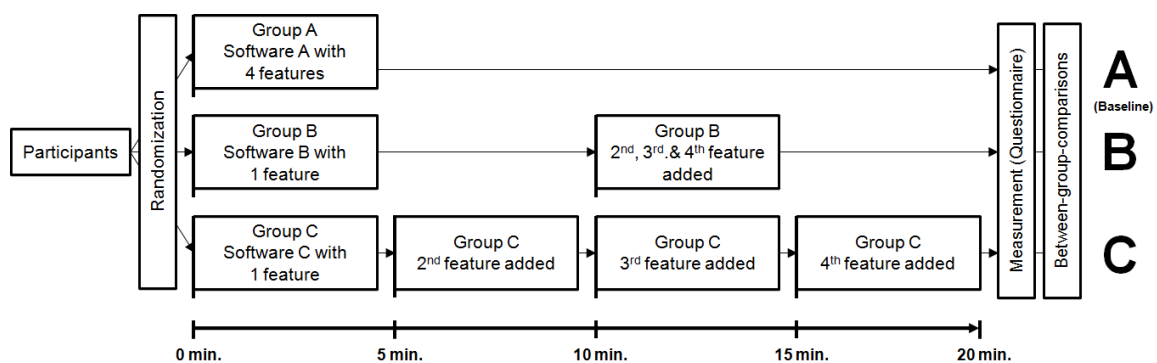 Participants
Randomization
Group A
Software A with
4 features
Group B
Software B with
1 feature
Group B
2nd, 3rd.& 4th feature
added
Group C
Software C with
1 feature
Group C
2nd feature added
Group C
3rd feature added
Group C
4th feature added
Measurement (Questionnaire)
Between-group-comparisons
A
(Baseline)
B
C
0 min.
5 min.
10 min.
15 min.
20 min.